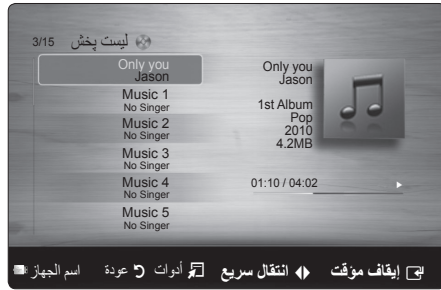 لیست پخش 3/15
Only you
Jason
Music 1
No Singer
Music 2
No Singer
Music 3
No Singer
Music 4
No Singer
Music 5
No Singer
Only you
Jason
1st Album
Pop
2010
4.2MB
01:10 / 04:02
إيقاف مؤقت انتقال سريع أدوات عودة اسم الجهاز